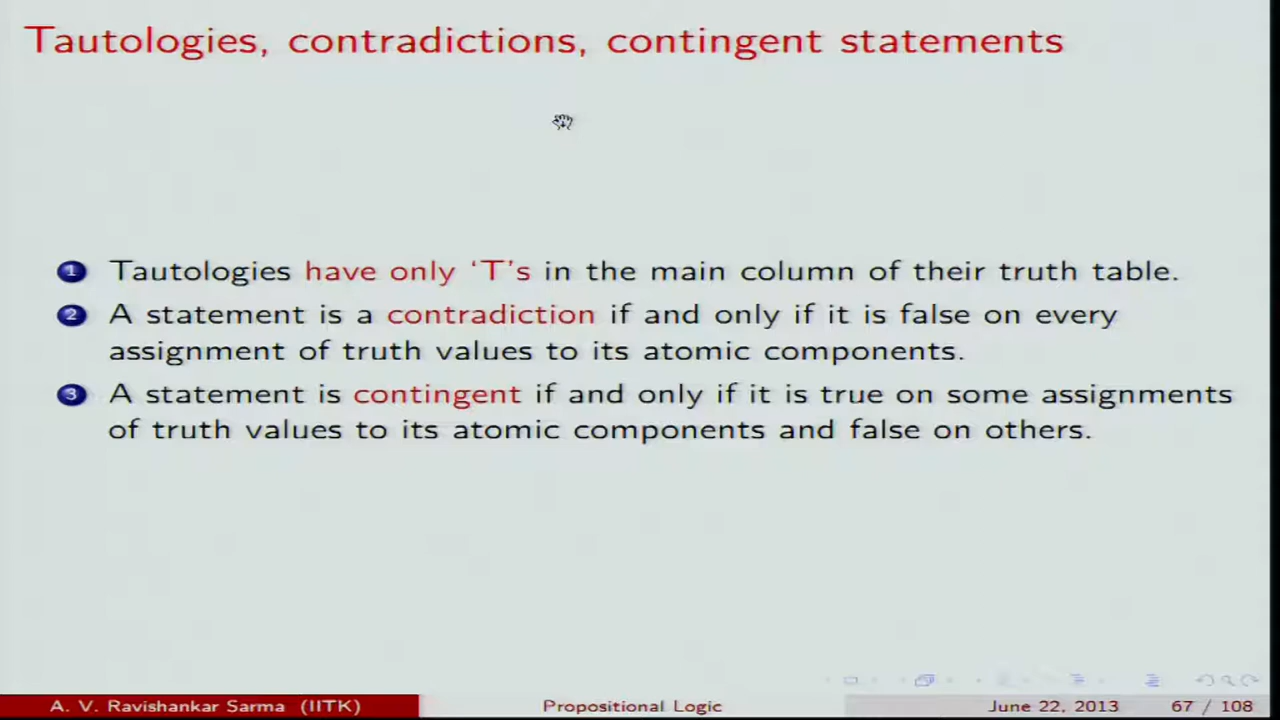 Tautologies, contradictions, contingent statements
1 Tautologies have only ‘T’s in the main column of their truth table.
2 A statement is a contradiction if and only if it is false on every
assignment of truth values to its atomic components.
3 A statement is contingent if and only if it is true on some assignments
of truth values to its atomic components and false on others.
A. V. Ravishankar Sarma (IITK) Propositional Logic June 22, 2013 67 / 108